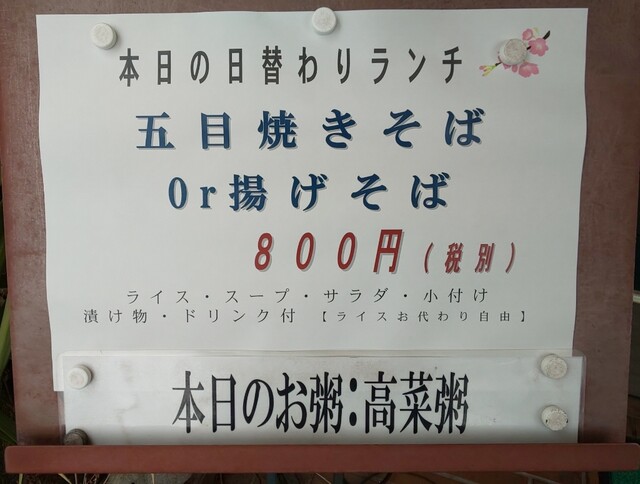 本日の日替わりランチ
五目焼きそば
Or揚げそば
800円(税別)
ライス・スープ・サラダ・小付け
漬け物・ドリンク付【ライスお代わり自由】
本日のお粥:高菜粥